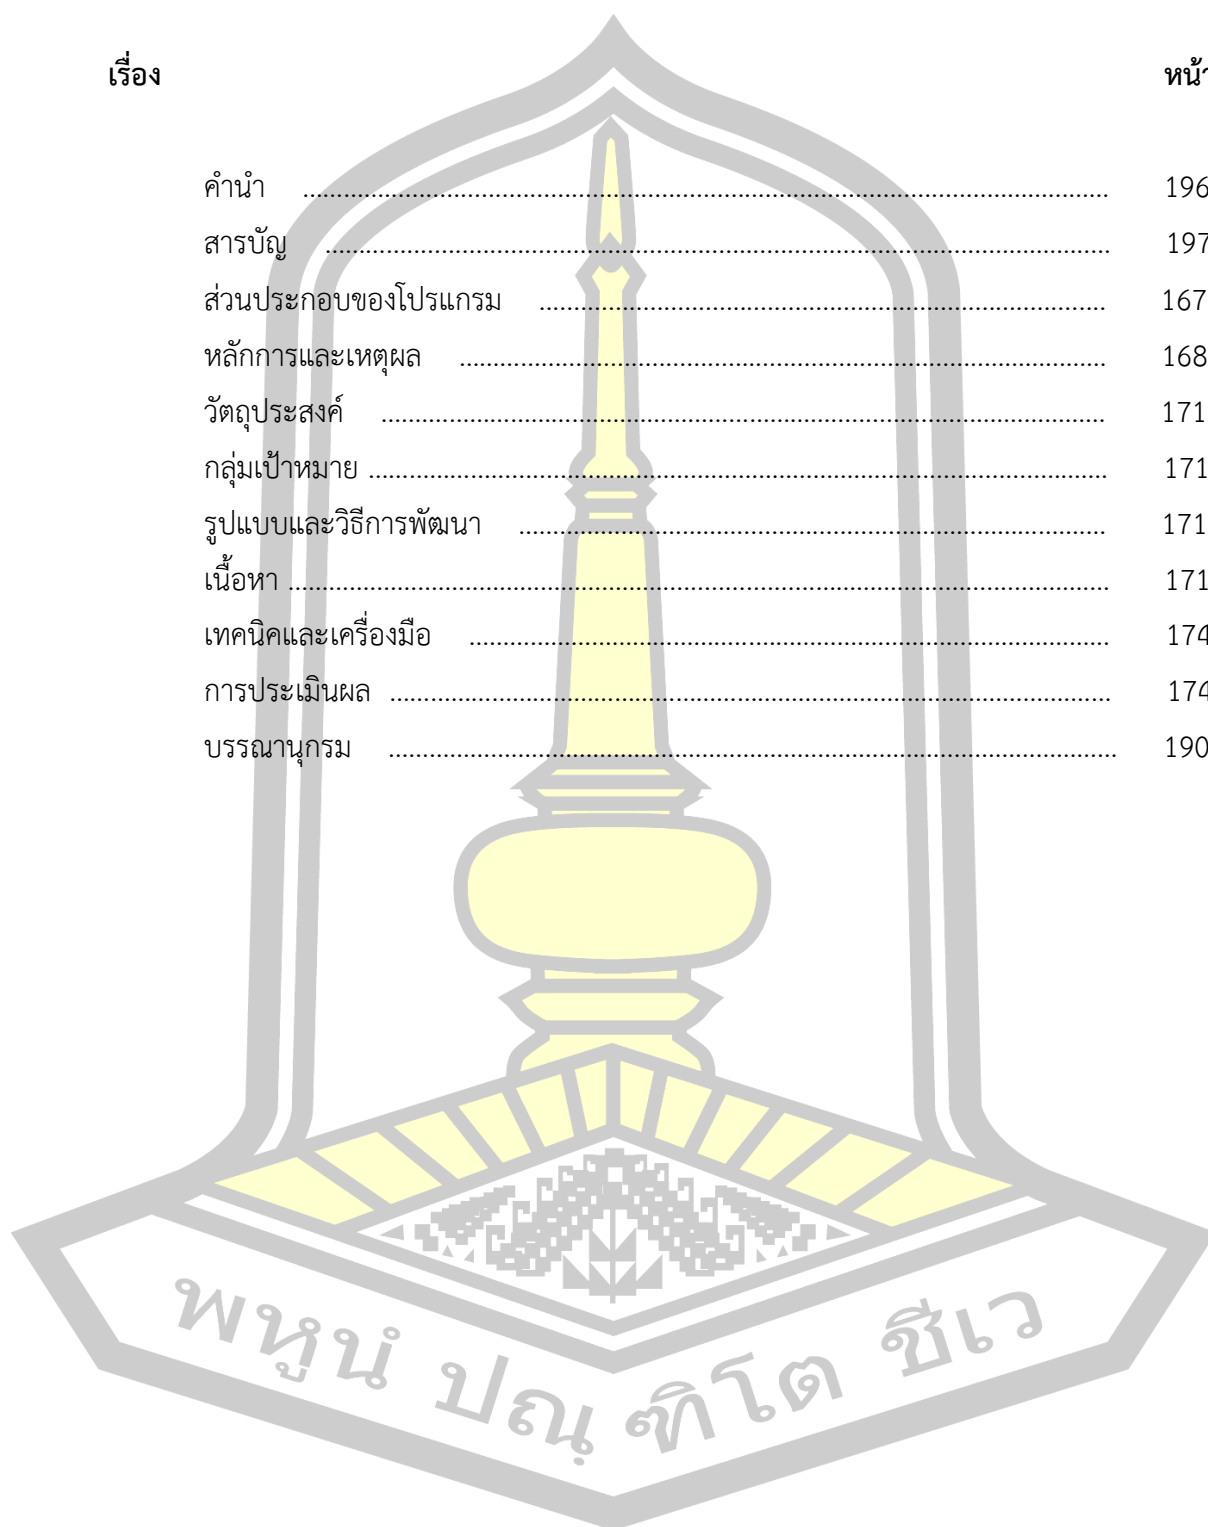 เรื่อง หน้า
คำนำ ........................................ 196
สารบัญ ........................................ 197
ส่วนประกอบของโปรแกรม ........................................ 167
หลักการและเหตุผล ........................................ 168
วัตถุประสงค์ ........................................ 171
กลุ่มเป้าหมาย ........................................ 171
รูปแบบและวิธีการพัฒนา ........................................ 171
เนื้อหา ........................................ 171
เทคนิคและเครื่องมือ ........................................ 174
การประเมินผล ........................................ 174
บรรณานุกรม ........................................ 190
พหูนํ ปณฺฑิโต ชีเว